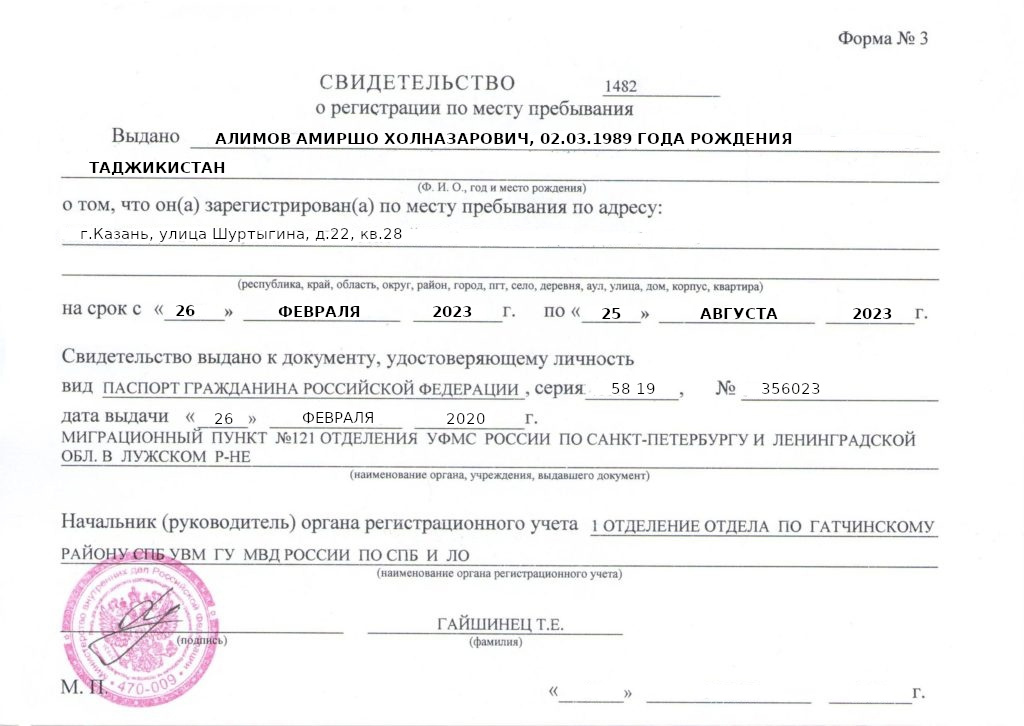 Форма № 3
СВИДЕТЕЛЬСТВО 1482
о регистрации по месту пребывания
Выдано АЛИМОВ АМИРШО ХОЛНАЗАРОВИЧ, 02.03.1989 ГОДА РОЖДЕНИЯ
ТАДЖИКИСТАН
(Ф. И. О., год и место рождения)
о том, что он(а) зарегистрирован(а) по месту пребывания по адресу:
г.Казань, улица Шуртыгина, д.22, кв.28
(республика, край, область, округ, район, город, пгт, село, деревня, аул, улица, дом, корпус, квартира)
на срок с « 26 » ФЕВРАЛЯ 2023 г. по « 25 » АВГУСТА 2023 г.
Свидетельство выдано к документу, удостоверяющему личность
вид ПАСПОРТ ГРАЖДАНИНА РОССИЙСКОЙ ФЕДЕРАЦИИ , серия 58 19 , № 356023
дата выдачи « 26 » ФЕВРАЛЯ 2020 г.
МИГРАЦИОННЫЙ ПУНКТ №121 ОТДЕЛЕНИЯ УФМС РОССИИ ПО САНКТ-ПЕТЕРБУРГУ И ЛЕНИНГРАДСКОЙ
ОБЛ. В ЛУЖСКОМ Р-НЕ
(наименование органа, учреждения, выдавшего документ)
Начальник (руководитель) органа регистрационного учета 1 ОТДЕЛЕНИЕ ОТДЕЛА ПО ГАТЧИНСКОМУ
РАЙОНУ СПБ УВМ ГУ МВД РОССИИ ПО СПБ И ЛО
(наименование органа регистрационного учета)
Министерство внутренних дел Российской Федерации
470-009
ГАЙШИНЕЦ Т.Е.
(подпись) (фамилия)
М. П. « » г.